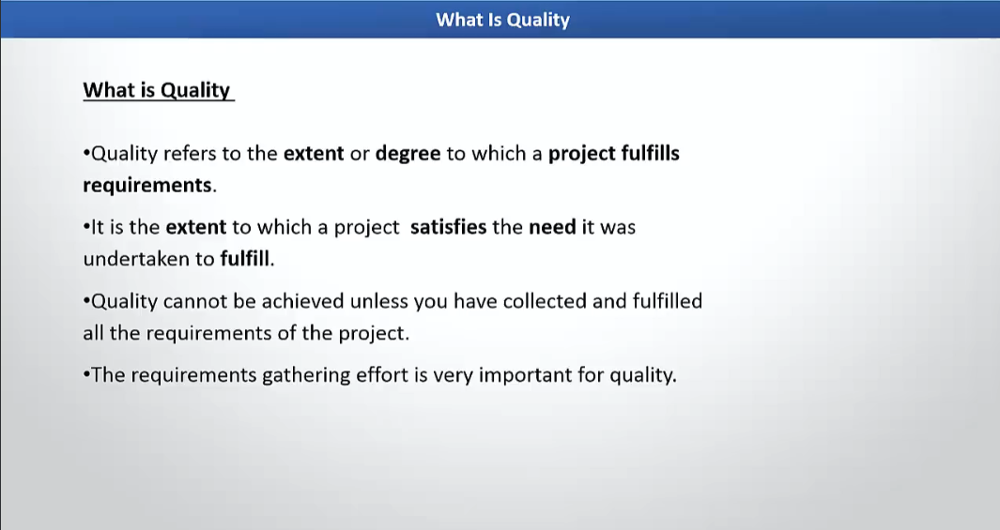 What Is Quality
What is Quality
•Quality refers to the extent or degree to which a project fulfills
requirements.
•It is the extent to which a project satisfies the need it was
undertaken to fulfill.
•Quality cannot be achieved unless you have collected and fulfilled
all the requirements of the project.
•The requirements gathering effort is very important for quality.